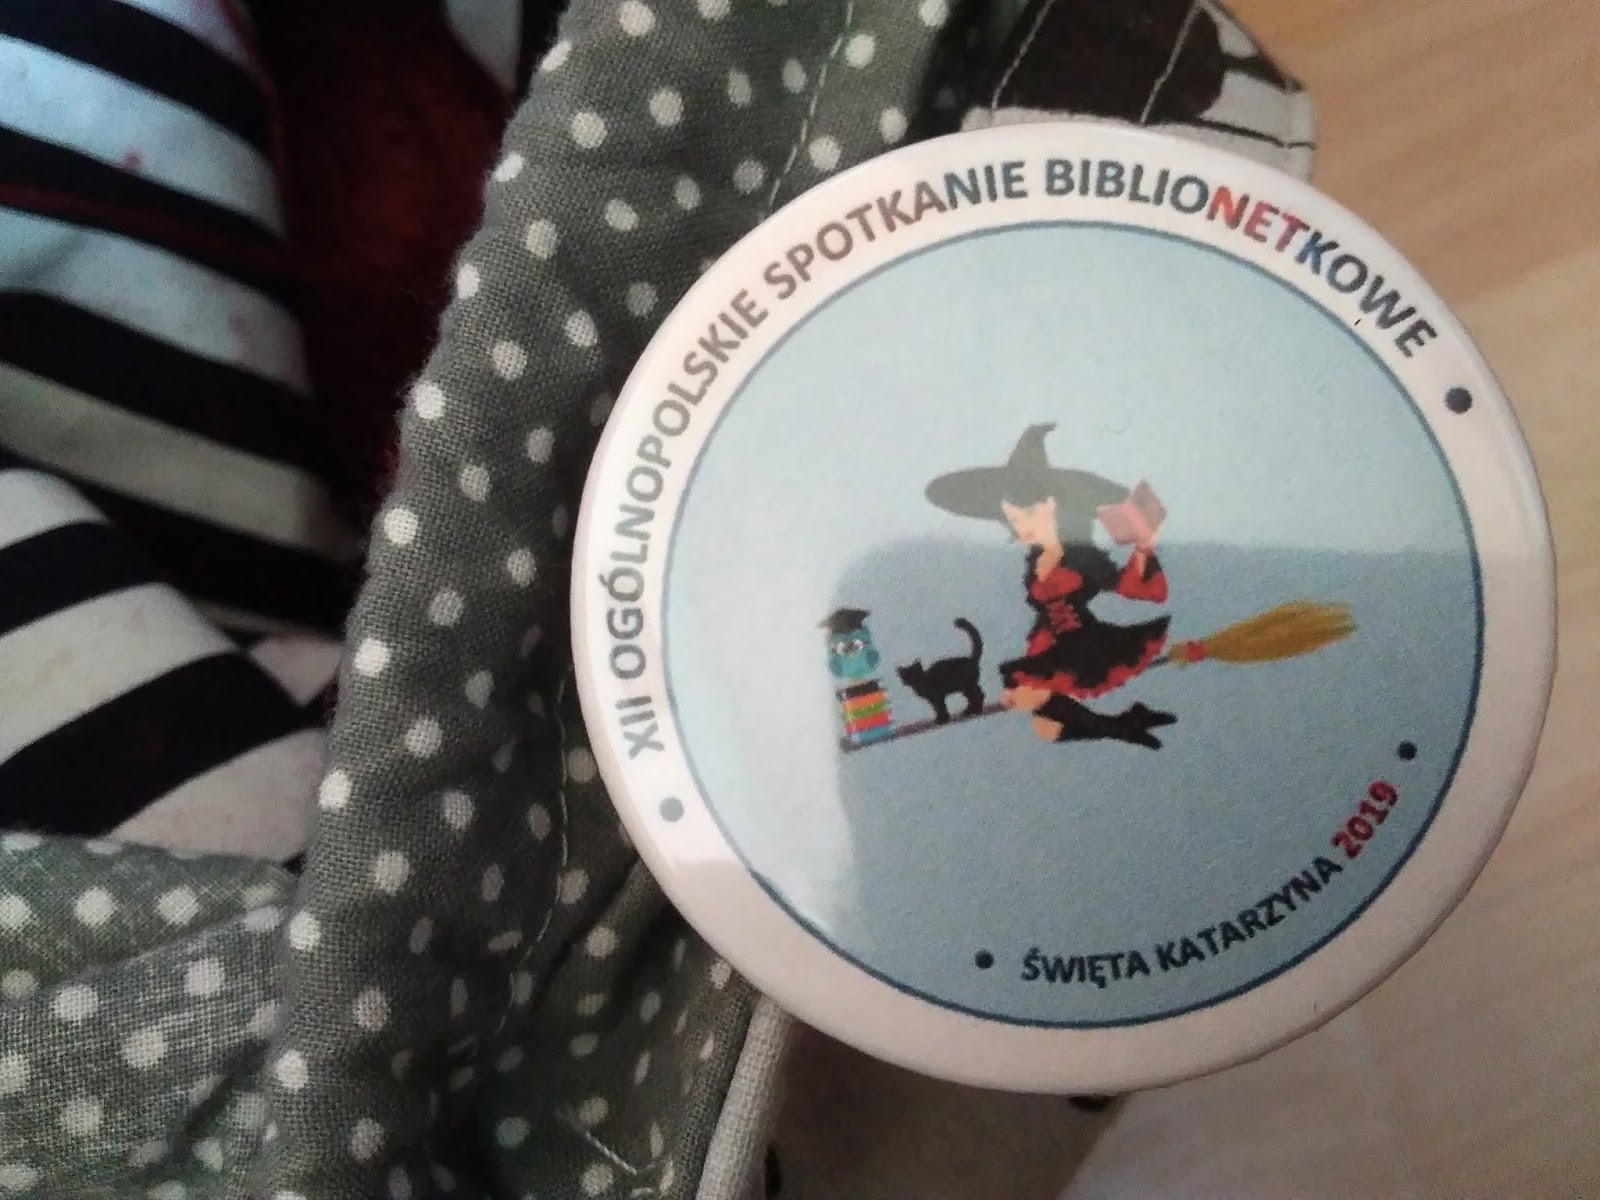 XII OGÓLNOPOLSKIE SPOTKANIE BIBLIONETKOWE
ŚWIĘTA KATARZYNA 2019